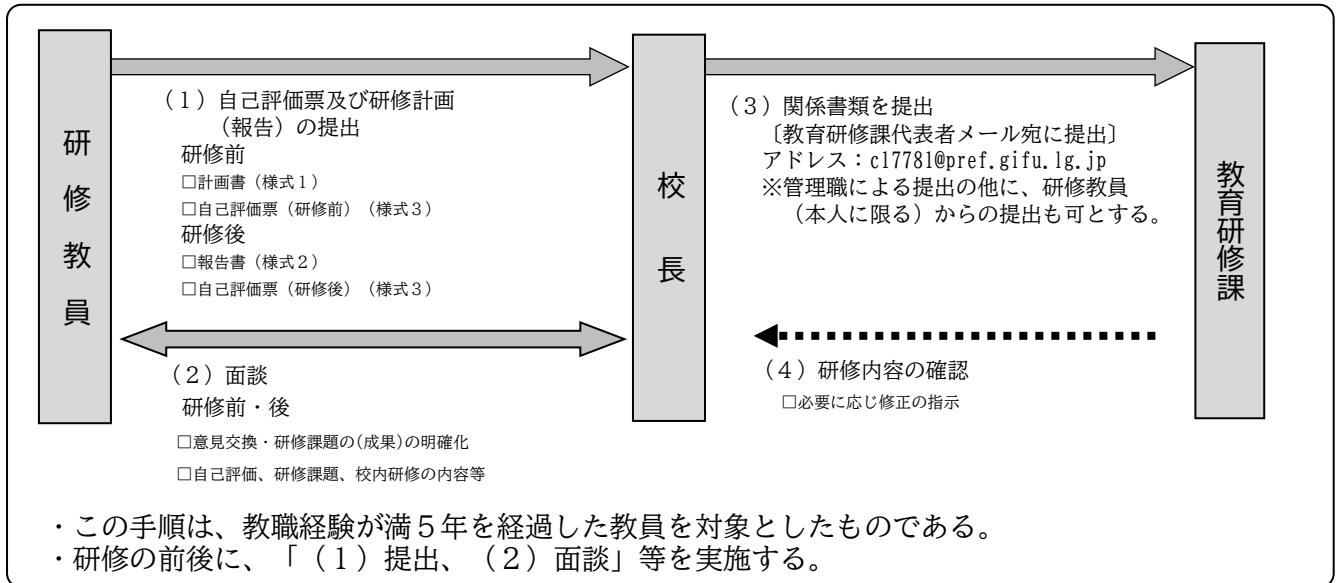 研修教員
（１）自己評価票及び研修計画
（報告）の提出
研修前
□計画書（様式１）
□自己評価票（研修前）（様式３）
研修後
□報告書（様式２）
□自己評価票（研修後）（様式３）
（２）面談
研修前・後
□意見交換・研修課題の(成果)の明確化
□自己評価、研修課題、校内研修の内容等
校長
（３）関係書類を提出
〔教育研修課代表者メール宛に提出〕
アドレス：c17781@pref.gifu.lg.jp
※管理職による提出の他に、研修教員
（本人に限る）からの提出も可とする。
（４）研修内容の確認
□必要に応じ修正の指示
教育研修課
・この手順は、教職経験が満５年を経過した教員を対象としたものである。
・研修の前後に、「（１）提出、（２）面談」等を実施する。